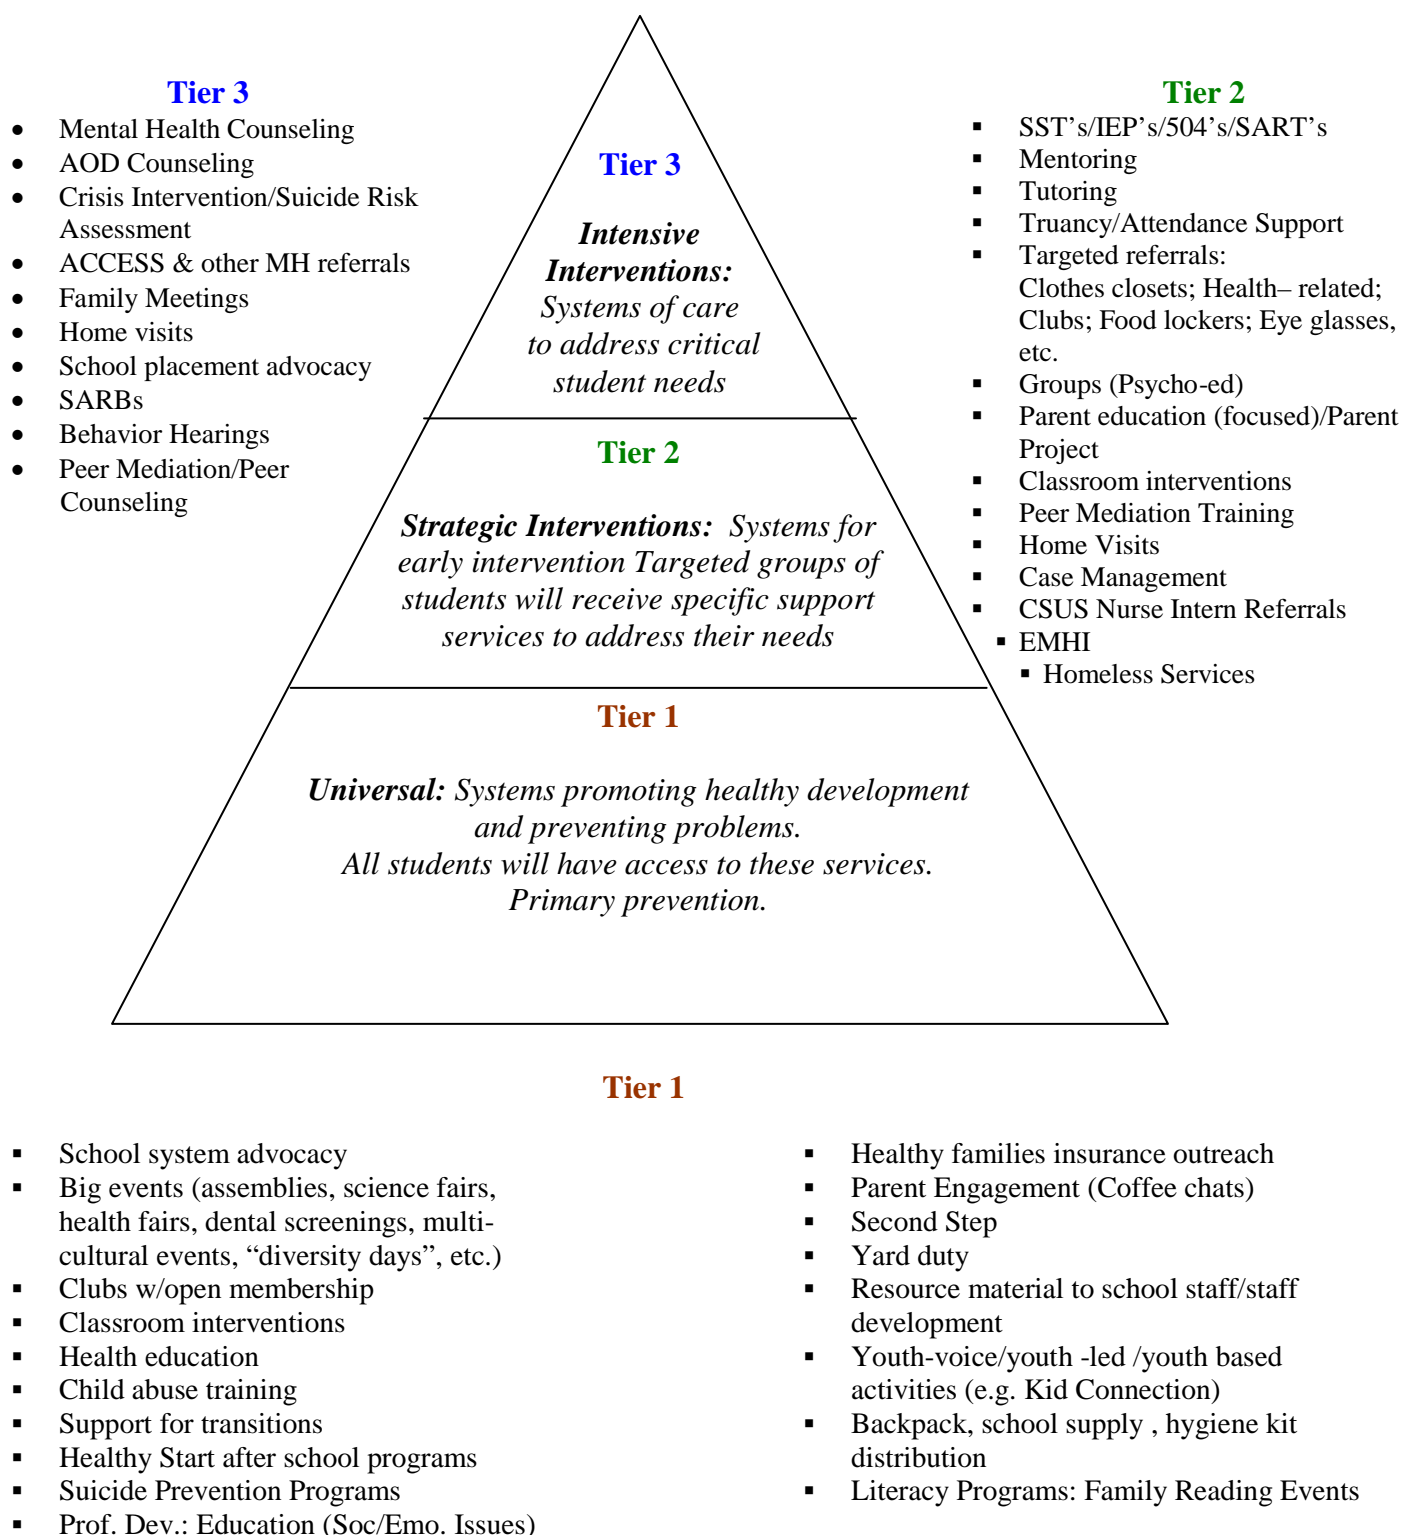 Tier 3
• Mental Health Counseling
• AOD Counseling
• Crisis Intervention/Suicide Risk
Assessment
• ACCESS & other MH referrals
• Family Meetings
• Home visits
• School placement advocacy
• SARBs
• Behavior Hearings
• Peer Mediation/Peer
Counseling
Tier 3
Intensive
Interventions:
Systems of care
to address critical
student needs
Tier 2
Strategic Interventions: Systems for
early intervention Targeted groups of
students will receive specific support
services to address their needs
Tier 1
Universal: Systems promoting healthy development
and preventing problems.
All students will have access to these services.
Primary prevention.
Tier 2
▪ SST’s/IEP’s/504’s/SART’s
▪ Mentoring
▪ Tutoring
▪ Truancy/Attendance Support
▪ Targeted referrals:
Clothes closets; Health– related;
Clubs; Food lockers; Eye glasses,
etc.
▪ Groups (Psycho-ed)
▪ Parent education (focused)/Parent
Project
▪ Classroom interventions
▪ Peer Mediation Training
▪ Home Visits
▪ Case Management
▪ CSUS Nurse Intern Referrals
▪ EMHI
▪ Homeless Services
Tier 1
▪ School system advocacy
▪ Big events (assemblies, science fairs,
health fairs, dental screenings, multi-
cultural events, “diversity days”, etc.)
▪ Clubs w/open membership
▪ Classroom interventions
▪ Health education
▪ Child abuse training
▪ Support for transitions
▪ Healthy Start after school programs
▪ Suicide Prevention Programs
▪ Prof. Dev.: Education (Soc/Emo. Issues)
▪ Healthy families insurance outreach
▪ Parent Engagement (Coffee chats)
▪ Second Step
▪ Yard duty
▪ Resource material to school staff/staff
development
▪ Youth-voice/youth -led /youth based
activities (e.g. Kid Connection)
▪ Backpack, school supply , hygiene kit
distribution
▪ Literacy Programs: Family Reading Events